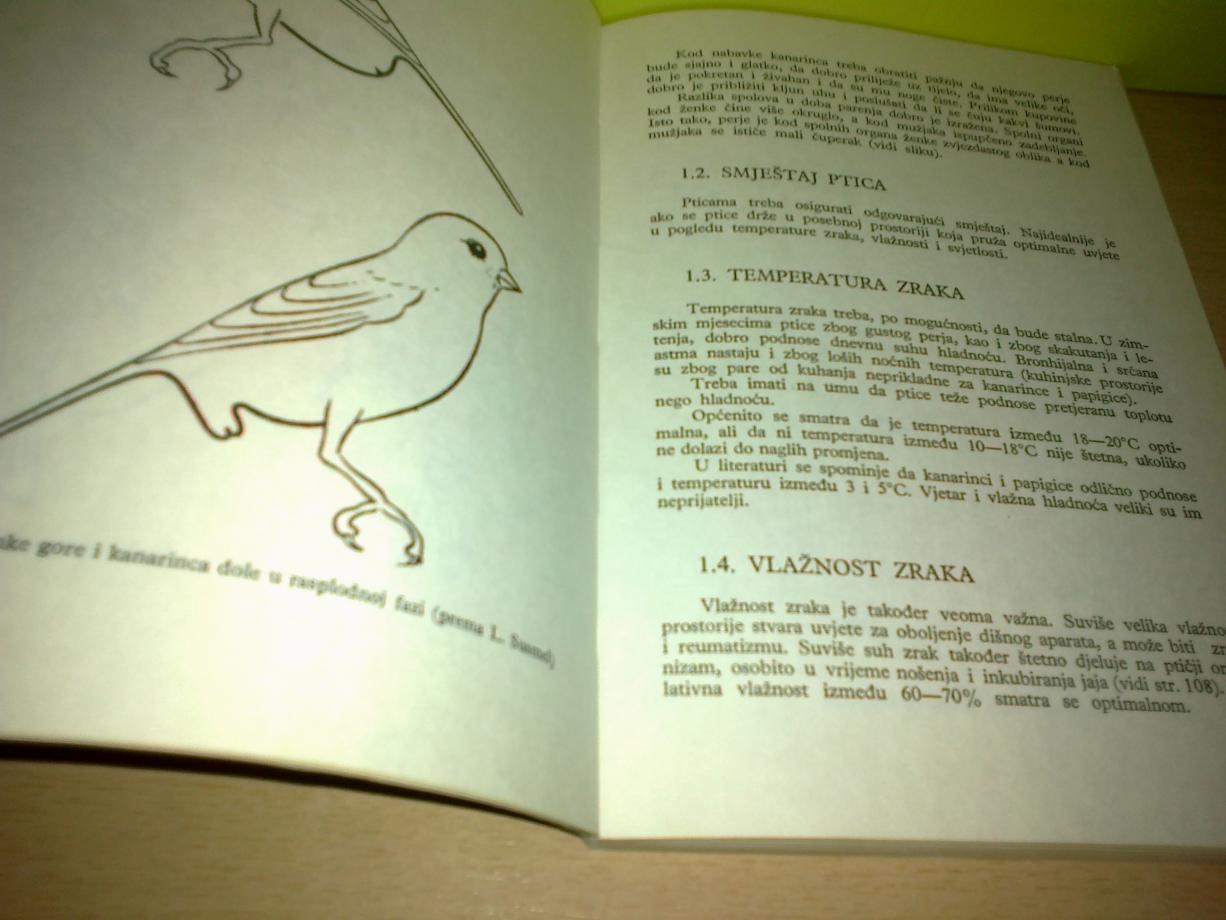 nke gore i kanarinca dole u rasplodnoj fazi (prema L.
Kod nabavke kanarinca treba obratiti pažnju da njegovo perje
bude sjajno i glatko, da dobro priliježe uz tijelo, da ima velike oči,
da je pokretan i živahan i da su mu noge čiste. Prilikom kupovine
dobro je približiti kljun uhu i poslušati da li se čuju kakvi šumovi.
Razlika spolova u doba parenja dobro je izražena. Spolni organi
kod ženke čine više okruglo, a kod mužjaka ispupčeno zadebljanje.
Isto tako, perje je kod spolnih organa ženke zvjezdastog oblika a kod
mužjaka se ističe mali čuperak (vidi sliku).
1.2. SMJEŠTAJ PTICA
Pticama treba osigurati odgovarajući smještaj. Najidealnije je
ako se ptice drže u posebnoj prostoriji koja pruža optimalne uvjete
u pogledu temperature zraka, vlažnosti i svjetlosti.
1.3. TEMPERATURA ZRAKA
Temperatura zraka treba, po mogućnosti, da bude stalna. U zim-
skim mjesecima ptice zbog gustog perja, kao i zbog skakutanja i le-
tenja, dobro podnose dnevnu suhu hladnoću. Bronhijalna i srčana
astma nastaju i zbog loših noćnih temperatura (kuhinjske prostorije
su zbog pare od kuhanja neprikladne za kanarince i papigice).
Treba imati na umu da ptice teže podnose pretjeranu toplotu
nego hladnoću.
Općenito se smatra da je temperatura između 18—20°C opti-
malna, ali da ni temperatura između 10—18°C nije štetna, ukoliko
ne dolazi do naglih promjena.
U literaturi se spominje da kanarinci i papigice odlično podnose
i temperaturu između 3 i 5°C. Vjetar i vlažna hladnoća veliki su im
neprijatelji.
1.4. VLAŽNOST ZRAKA
Vlažnost zraka je također veoma važna. Suviše velika vlažno
prostorije stvara uvjete za oboljenje dišnog aparata, a može biti zr
i reumatizmu. Suviše suh zrak također štetno djeluje na ptičji or
nizam, osobito u vrijeme nošenja i inkubiranja jaja (vidi str. 108).
lativna vlažnost između 60—70% smatra se optimalnom.